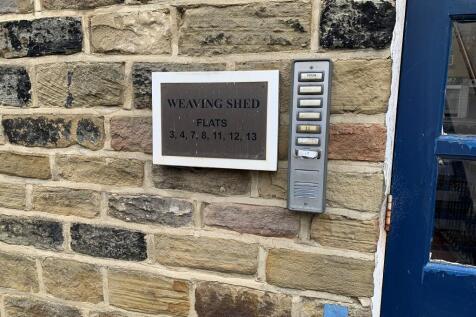 WEAVING SHED
FLATS
3, 4, 7, 8, 11, 12, 13